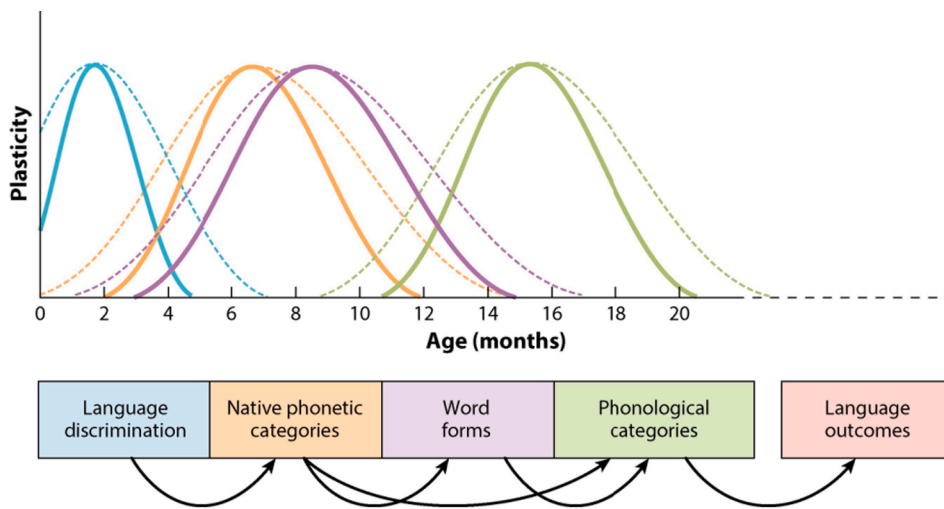 Plasticity
0 2 4 6 8 10 12 14 16 18 20
Age (months)
Language
discrimination
Native phonetic
categories
Word
forms
Phonological
categories
Language
outcomes